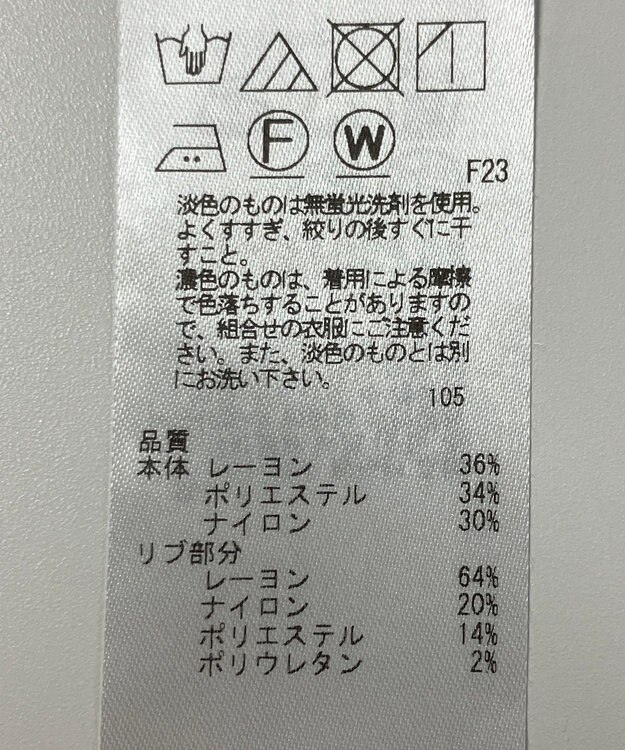 F W
F23
淡色のものは無蛍光洗剤を使用。
よくすすぎ、絞りの後すぐに干
すこと。
濃色のものは、着用による摩擦
で色落ちすることがありますの
で、組合せの衣服にご注意くだ
さい。また、淡色のものとは別
にお洗い下さい。
105
品質
本体 レーヨン 36%
ポリエステル 34%
ナイロン 30%
リブ部分
レーヨン 64%
ナイロン 20%
ポリエステル 14%
ポリウレタン 2%